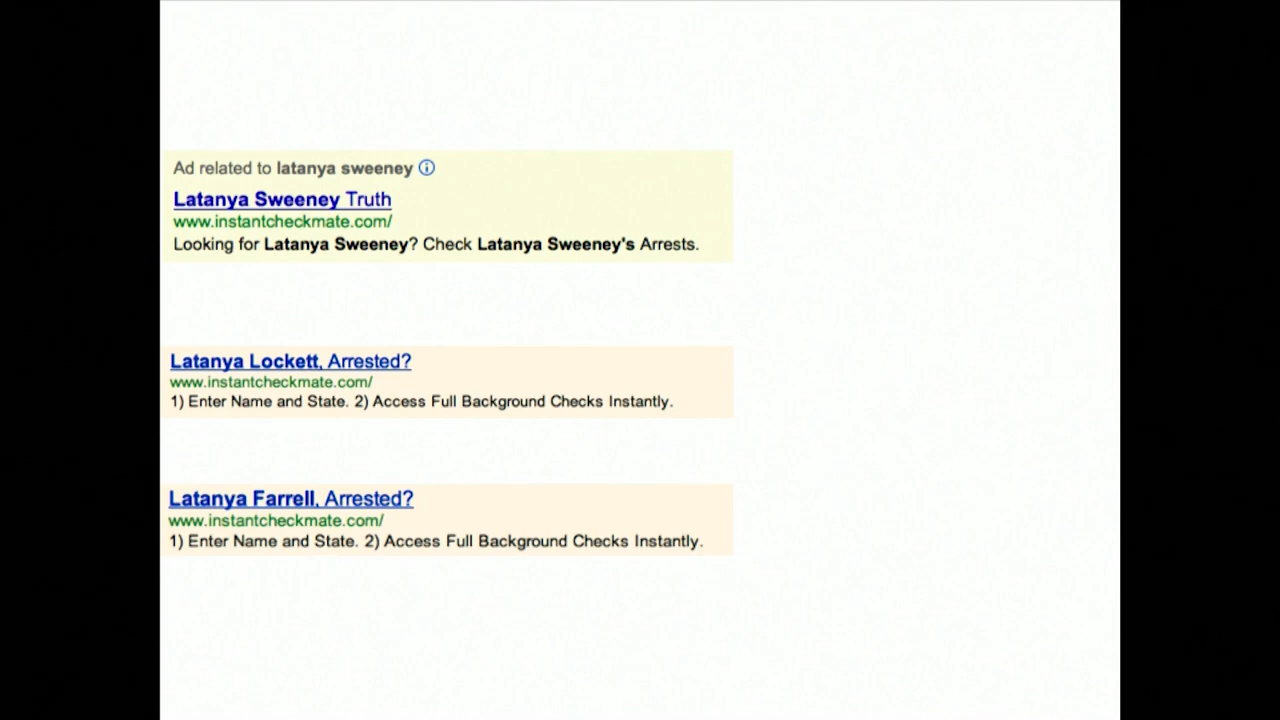 Ad related to latanya sweeney
Latanya Sweeney Truth
www.instantcheckmate.com/
Looking for Latanya Sweeney? Check Latanya Sweeney's Arrests.
Latanya Lockett, Arrested?
www.instantcheckmate.com/
1) Enter Name and State. 2) Access Full Background Checks Instantly.
Latanya Farrell, Arrested?
www.instantcheckmate.com/
1) Enter Name and State. 2) Access Full Background Checks Instantly.